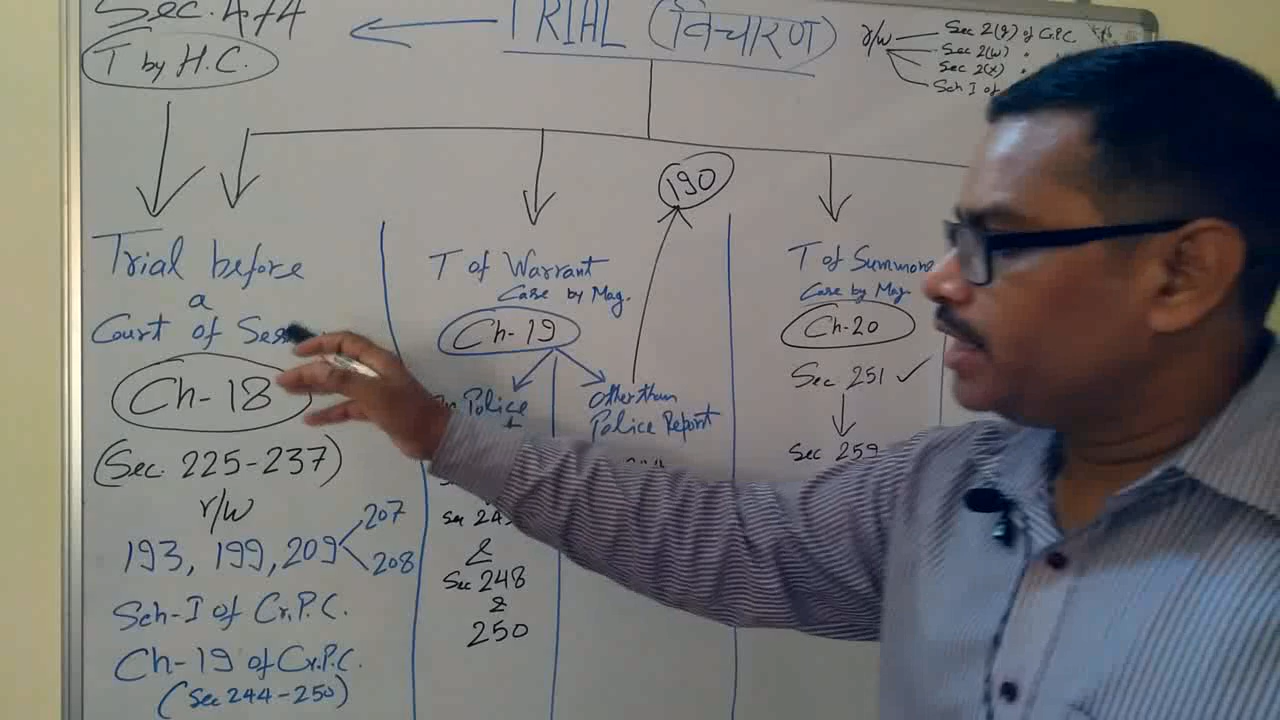 Sec. 474
TRIAL (विचारण)
r/w
Sec 2(g) of Cr.P.C.
Sec 2(w) "
Sec 2(x) "
Sch I of
T by H.C.
190
Trial before
a
Court of Ses
Ch-18
(Sec. 225-237)
r/w
193, 199, 209
207
208
Sch-I of Cr.P.C.
Ch-19 of Cr.P.C.
(Sec 244-250)
T of Warrant
Case by Mag.
Ch-19
Police
Other than
Police Report
&
Sec 248
&
250
T of Summons
Case by Mag.
Ch-20
Sec 251
Sec 259